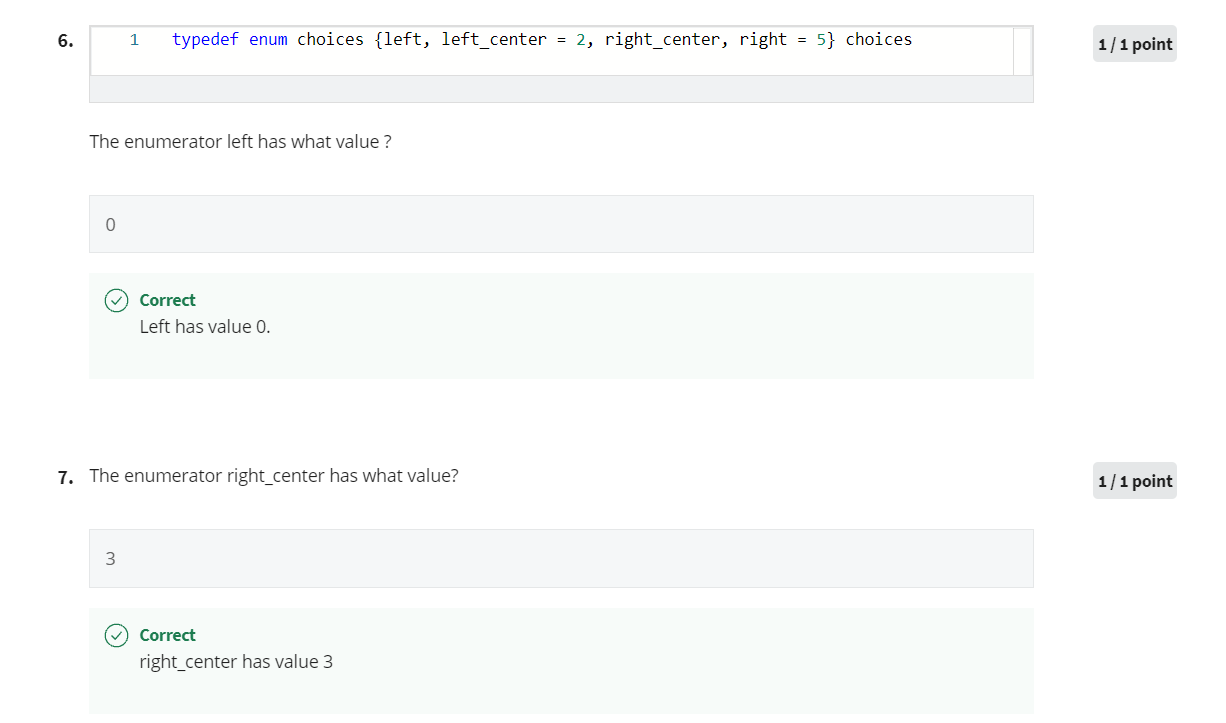 6.
1 typedef enum choices {left, left_center = 2, right_center, right = 5} choices
1 / 1 point
The enumerator left has what value ?
0
Correct
Left has value 0.
7. The enumerator right_center has what value?
1 / 1 point
3
Correct
right_center has value 3